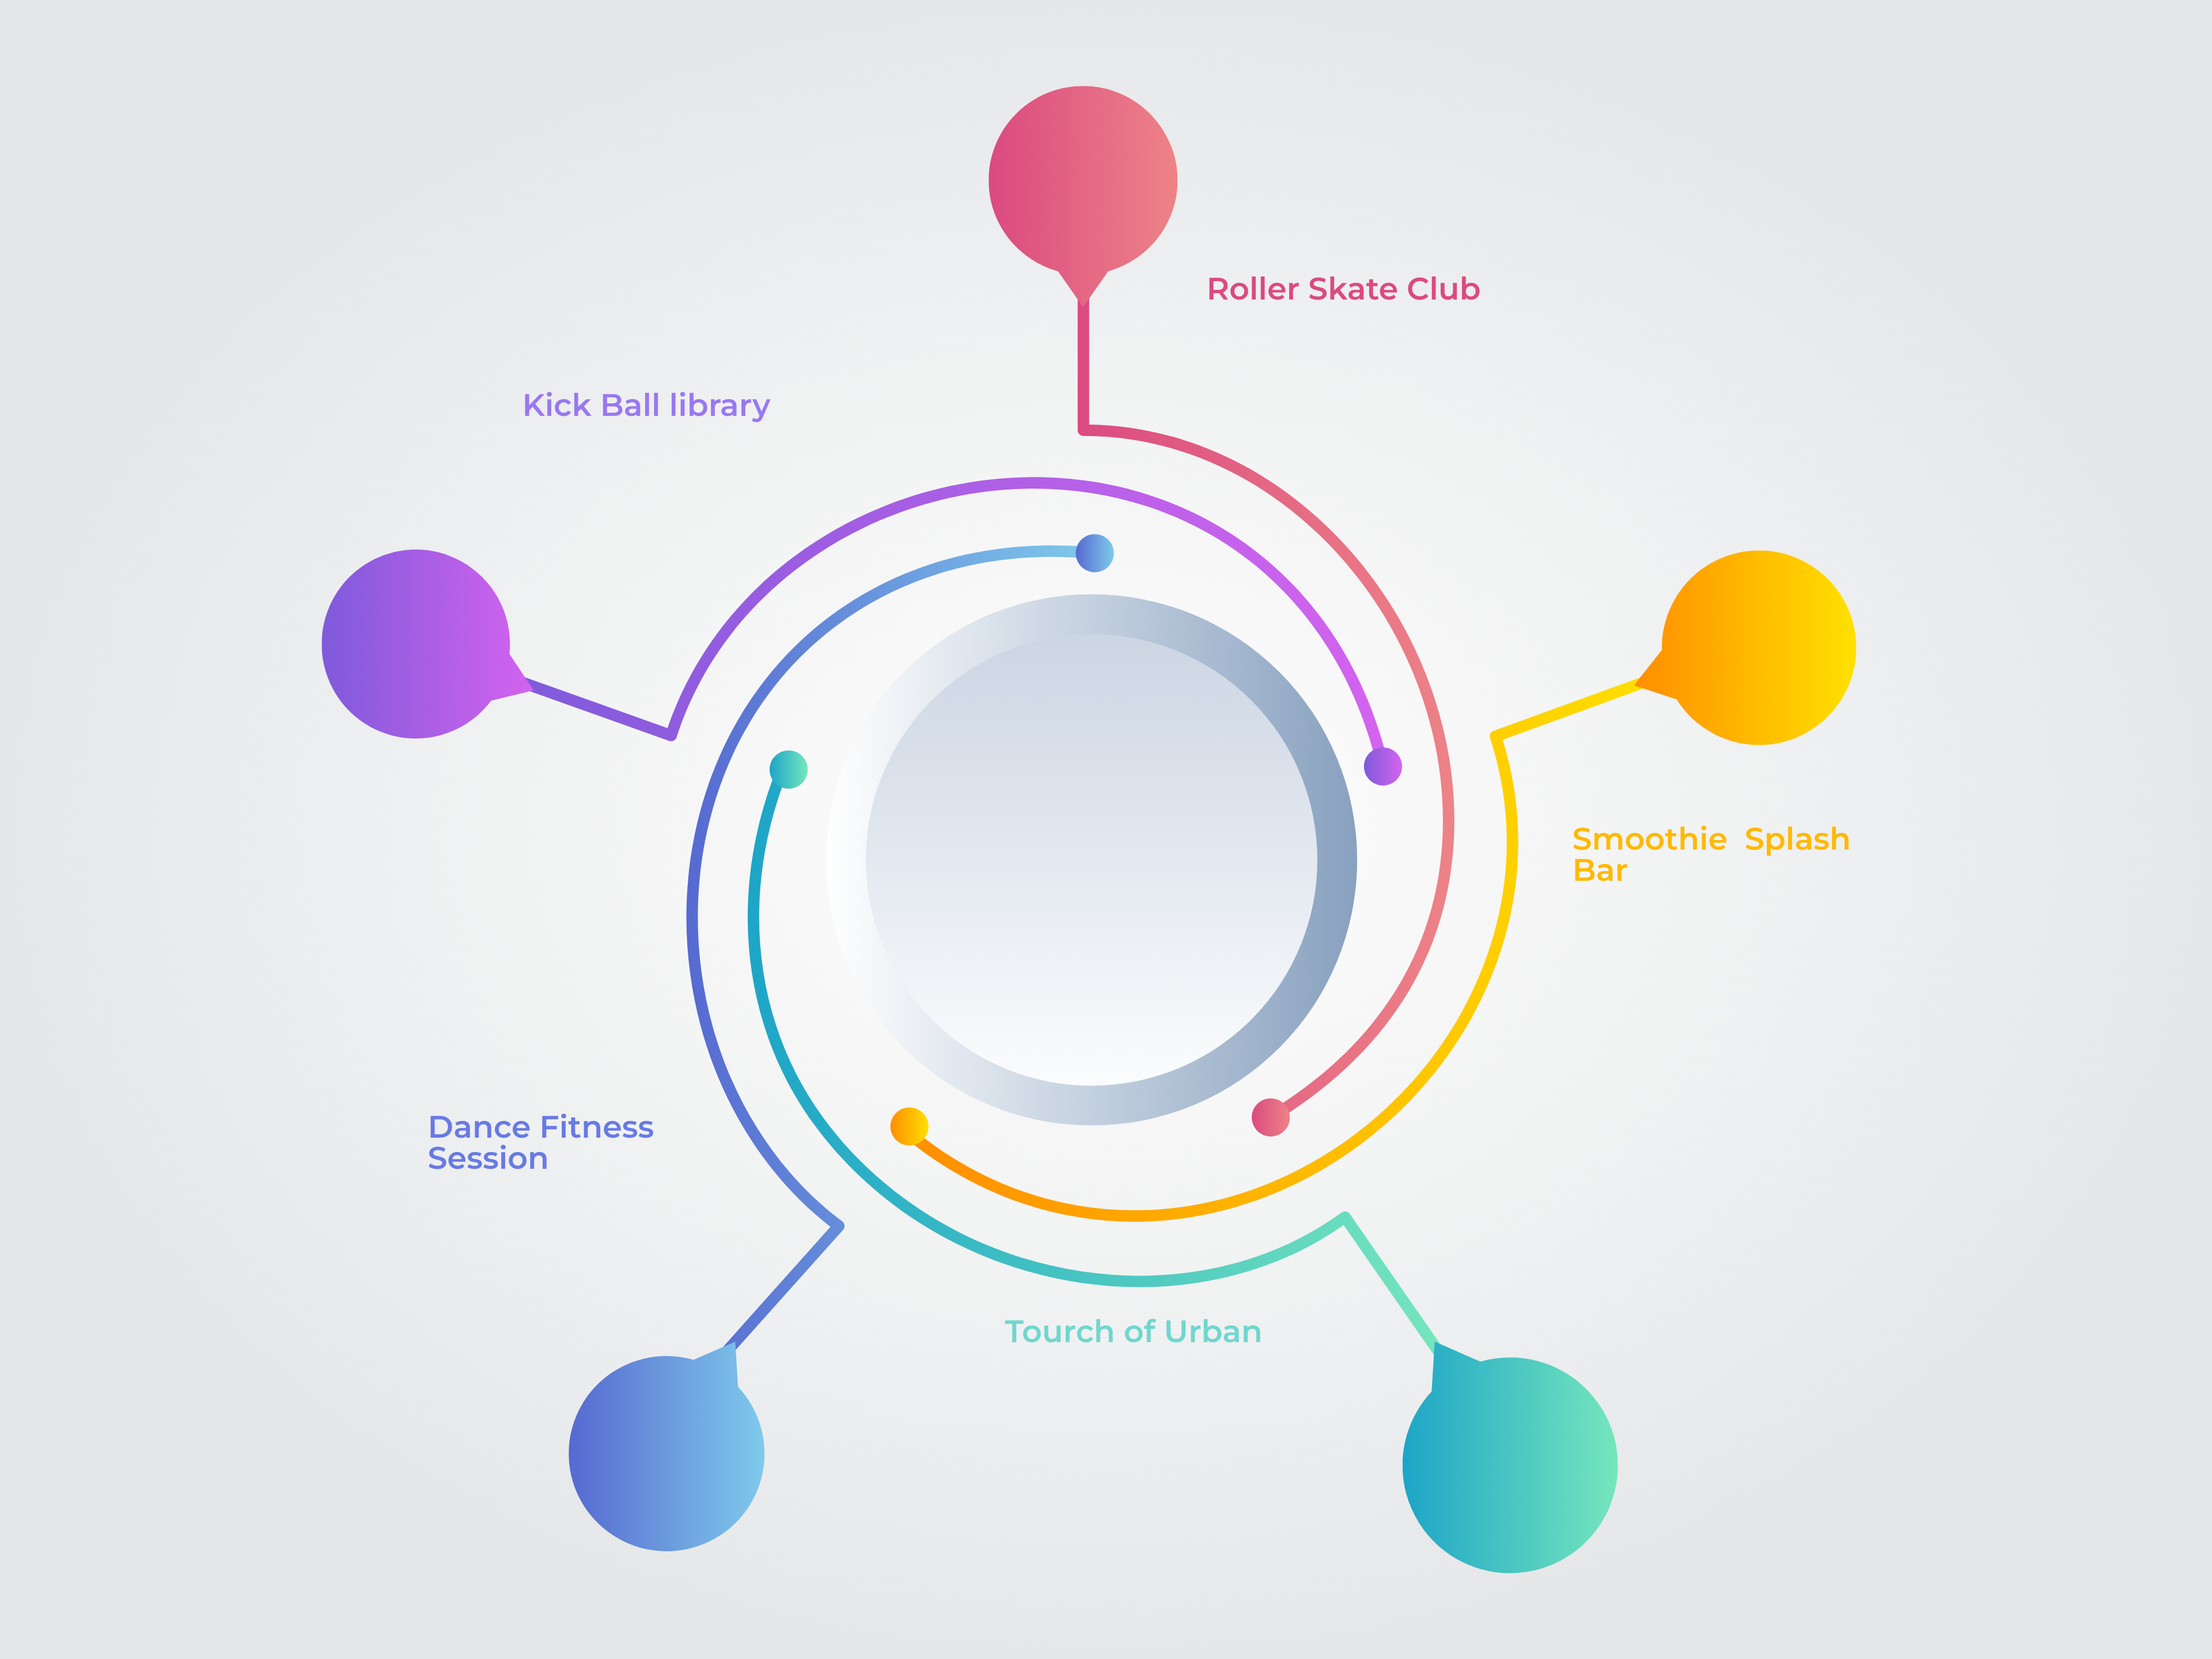 Roller Skate Club
Kick Ball library
Smoothie  Splash
Bar
Dance Fitness
Session
Tourch of Urban